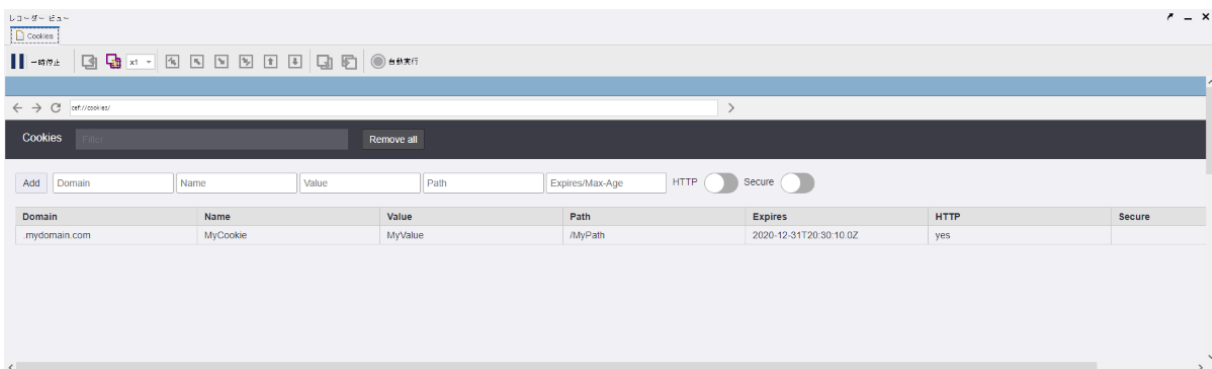 レコーダー ビュー
Cookies
一時停止 x1 自動実行
cef://cookies/
Cookies Filter Remove all
Add Domain Name Value Path Expires/Max-Age HTTP Secure
Domain Name Value Path Expires HTTP Secure
.mydomain.com MyCookie MyValue /MyPath 2020-12-31T20:30:10.0Z yes